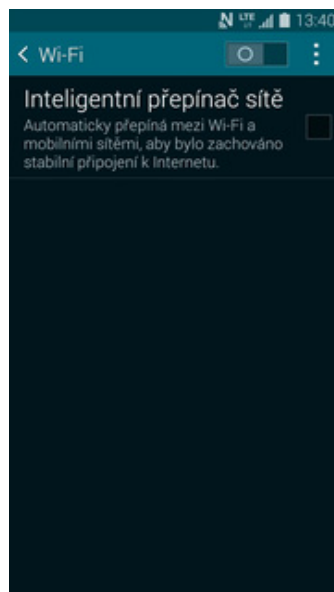 LTE 13:40
Wi-Fi
Inteligentní přepínač sítě
Automaticky přepíná mezi Wi-Fi a
mobilními sítěmi, aby bylo zachováno
stabilní připojení k Internetu.